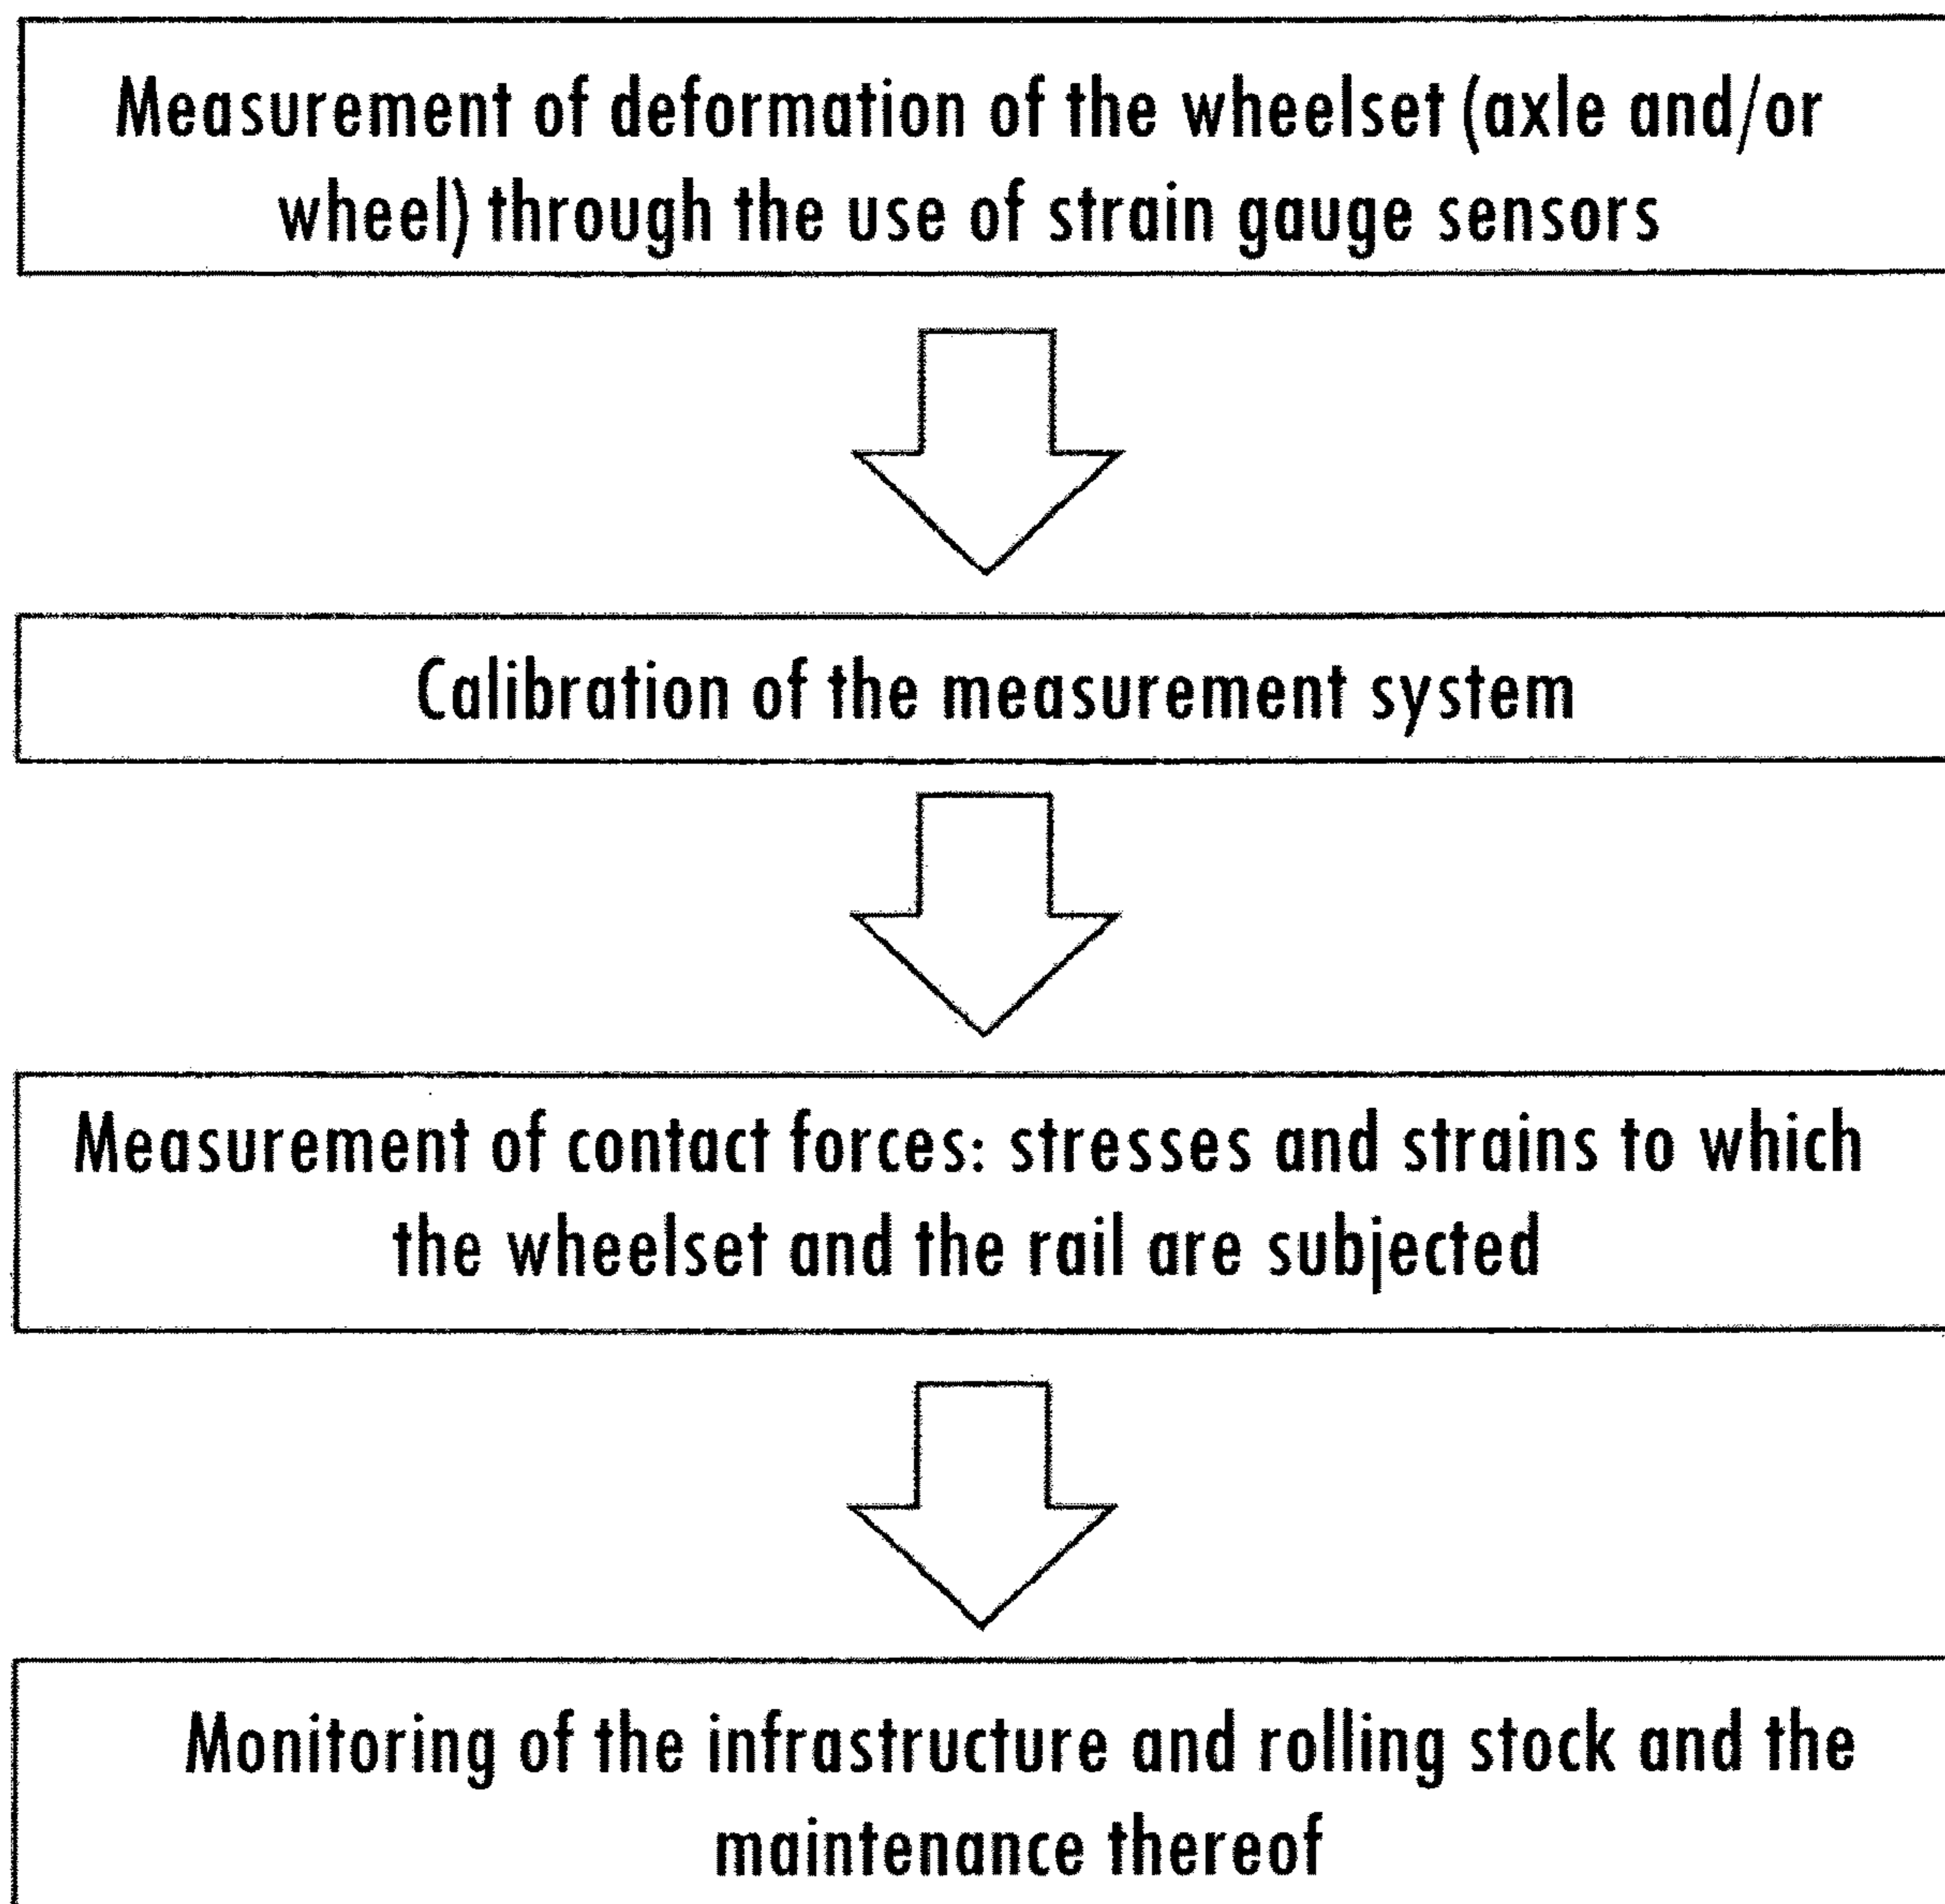 Measurement of deformation of the wheelset (axle and/or
wheel) through the use of strain gauge sensors
Calibration of the measurement system
Measurement of contact forces: stresses and strains to which
the wheelset and the rail are subjected
Monitoring of the infrastructure and rolling stock and the
maintenance thereof